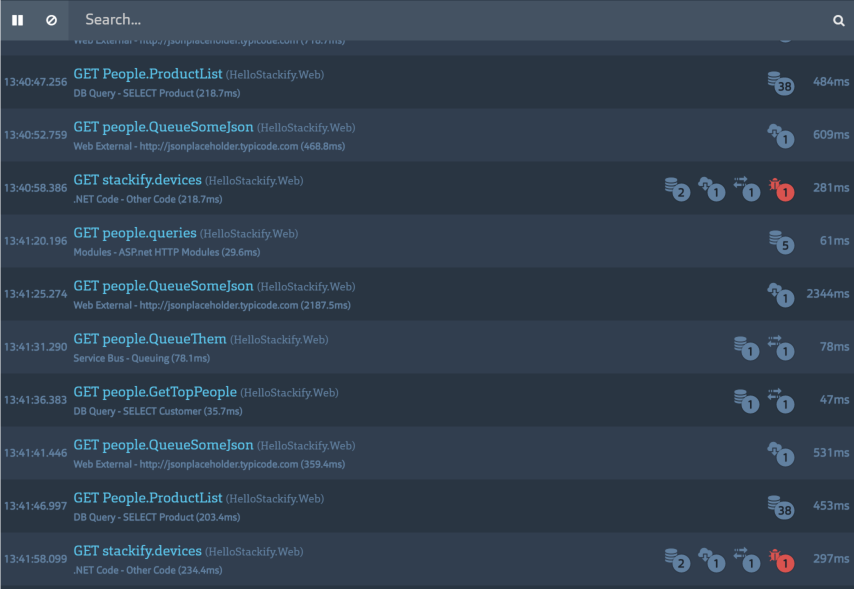 Search...
Web External - http://jsonplaceholder.typicode.com (718.7ms)
13:40:47.256 GET People.ProductList (HelloStackify.Web) 38 484ms
DB Query - SELECT Product (218.7ms)
13:40:52.759 GET people.QueueSomeJson (HelloStackify.Web) 1 609ms
Web External - http://jsonplaceholder.typicode.com (468.8ms)
13:40:58.386 GET stackify.devices (HelloStackify.Web) 2 1 1 1 281ms
.NET Code - Other Code (218.7ms)
13:41:20.196 GET people.queries (HelloStackify.Web) 5 61ms
Modules - ASP.net HTTP Modules (29.6ms)
13:41:25.274 GET people.QueueSomeJson (HelloStackify.Web) 1 2344ms
Web External - http://jsonplaceholder.typicode.com (2187.5ms)
13:41:31.290 GET people.QueueThem (HelloStackify.Web) 1 1 78ms
Service Bus - Queuing (78.1ms)
13:41:36.383 GET people.GetTopPeople (HelloStackify.Web) 1 1 47ms
DB Query - SELECT Customer (35.7ms)
13:41:41.446 GET people.QueueSomeJson (HelloStackify.Web) 1 531ms
Web External - http://jsonplaceholder.typicode.com (359.4ms)
13:41:46.997 GET People.ProductList (HelloStackify.Web) 38 453ms
DB Query - SELECT Product (203.4ms)
13:41:58.099 GET stackify.devices (HelloStackify.Web) 2 1 1 1 297ms
.NET Code - Other Code (234.4ms)